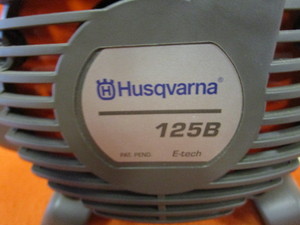 Husqvarna®
125B
PAT. PEND. E-tech